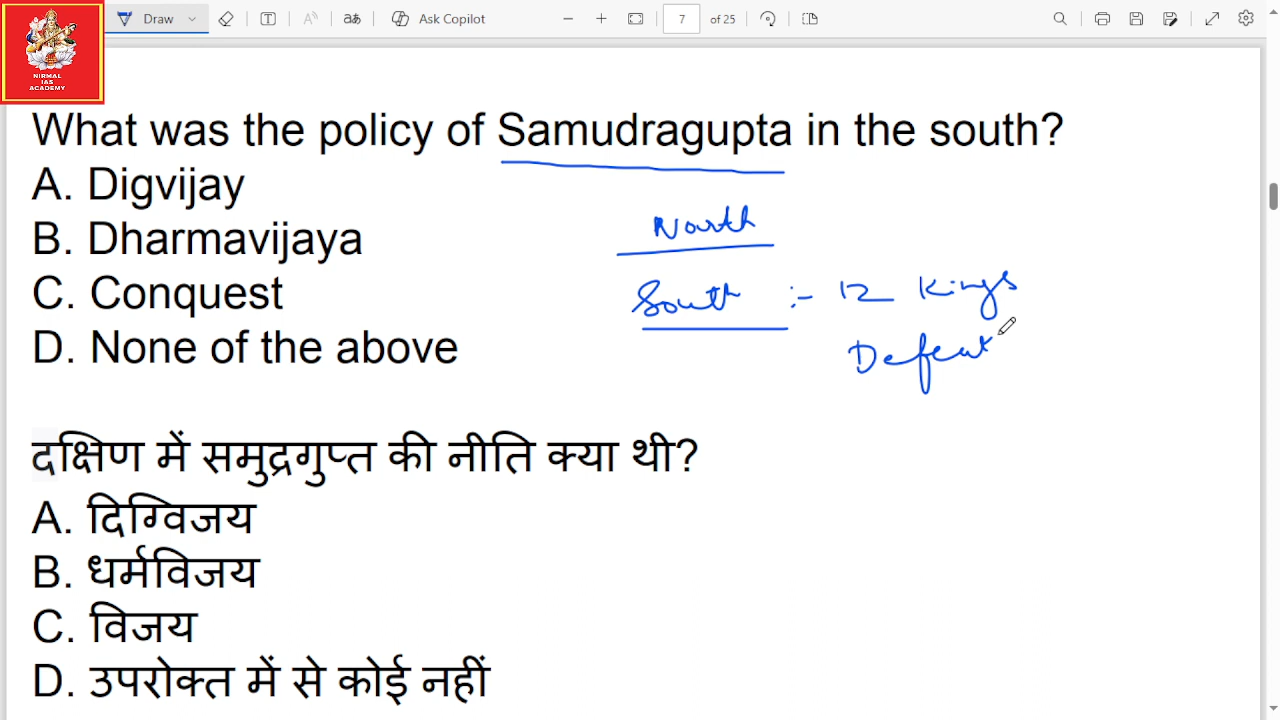 Draw
Ask Copilot
7 of 25
NIRMAL
IAS
ACADEMY
What was the policy of Samudragupta in the south?
A. Digvijay
B. Dharmavijaya
C. Conquest
D. None of the above
North
South :- 12 Kings
Defeat
दक्षिण में समुद्रगुप्त की नीति क्या थी?
A. दिग्विजय
B. धर्मविजय
C. विजय
D. उपरोक्त में से कोई नहीं